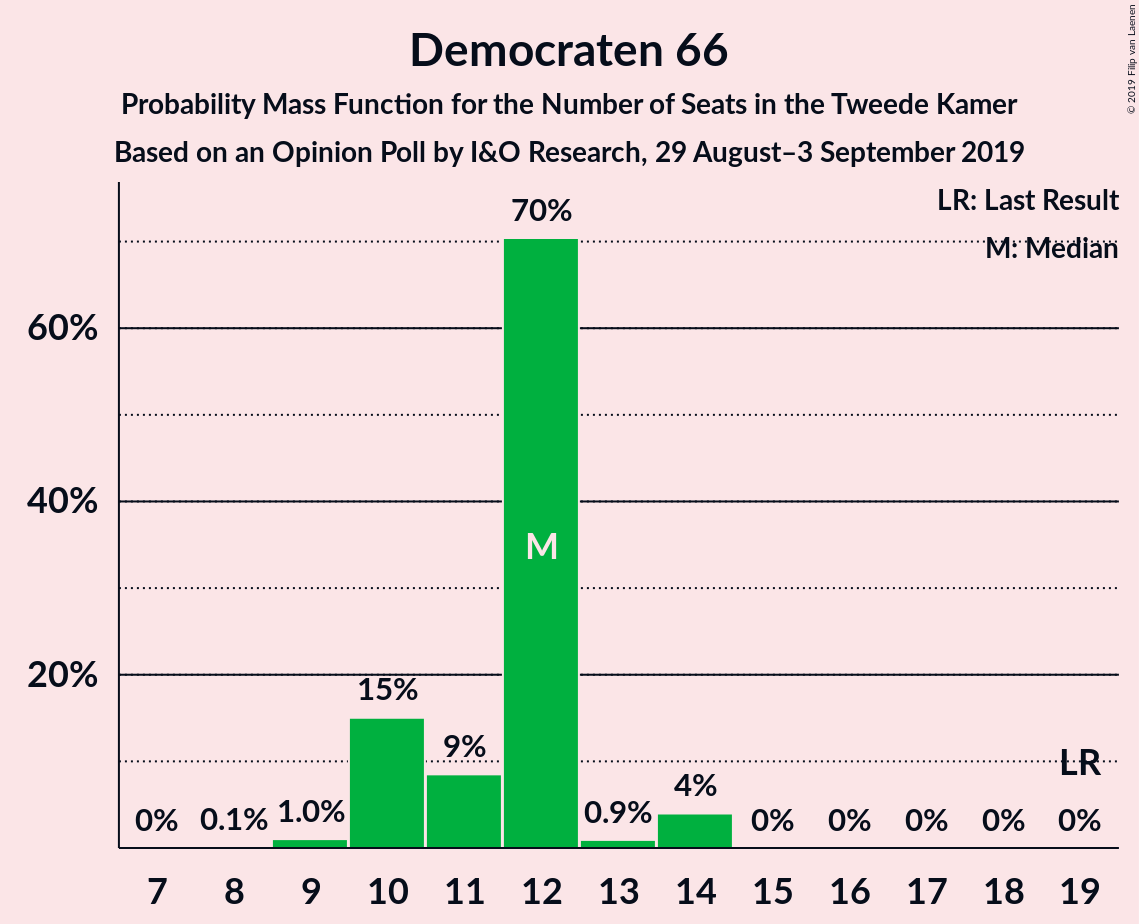 Democraten 66
Probability Mass Function for the Number of Seats in the Tweede Kamer
Based on an Opinion Poll by I&O Research, 29 August–3 September 2019
© 2019 Filip van Laenen
LR: Last Result
M: Median
70%
60%
40%
M
20%
15%
9%
LR
0%
0.1%
1.0%
0.9%
4%
0%
0%
0%
0%
0%
7 8 9 10 11 12 13 14 15 16 17 18 19